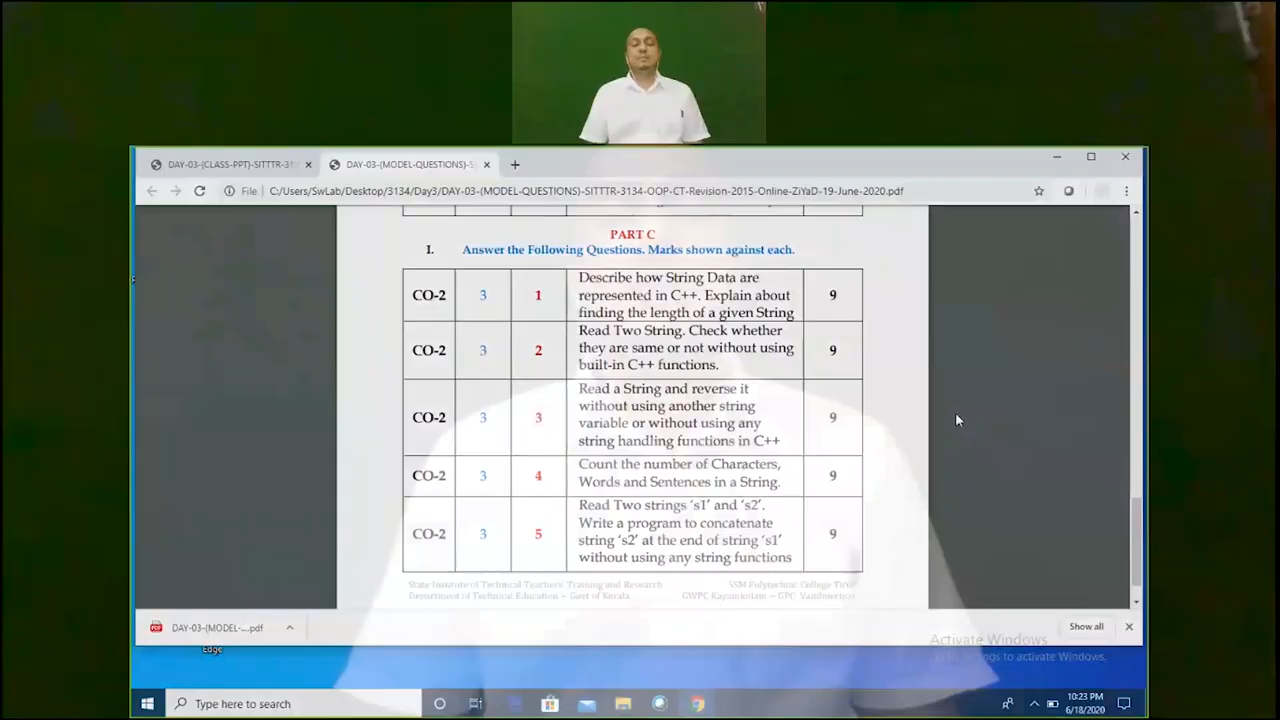 DAY-03-(CLASS-PPT)-SITTTR-31
DAY-03-(MODEL-QUESTIONS)-S
File
C:/Users/SwLab/Desktop/3134/Day3/DAY-03-(MODEL-QUESTIONS)-SITTTR-3134-OOP-CT-Revision-2015-Online-ZiYaD-19-June-2020.pdf
PART C
I. Answer the Following Questions. Marks shown against each.
CO-2 3 1 Describe how String Data are
represented in C++. Explain about
finding the length of a given String 9
CO-2 3 2 Read Two String. Check whether
they are same or not without using
built-in C++ functions. 9
CO-2 3 3 Read a String and reverse it
without using another string
variable or without using any
string handling functions in C++ 9
CO-2 3 4 Count the number of Characters,
Words and Sentences in a String. 9
CO-2 3 5 Read Two strings ‘s1’ and ‘s2’.
Write a program to concatenate
string ‘s2’ at the end of string ‘s1’
without using any string functions 9
State Institute of Technical Teachers' Training and Research SSM Polytechnic College
Department of Technical Education – Govt of Kerala GWPC Kayamkulam – GPC
DAY-03-(MODEL-....pdf
Show all
Activate Windows
to activate Windows.
Edge
Type here to search
10:23 PM
6/18/2020